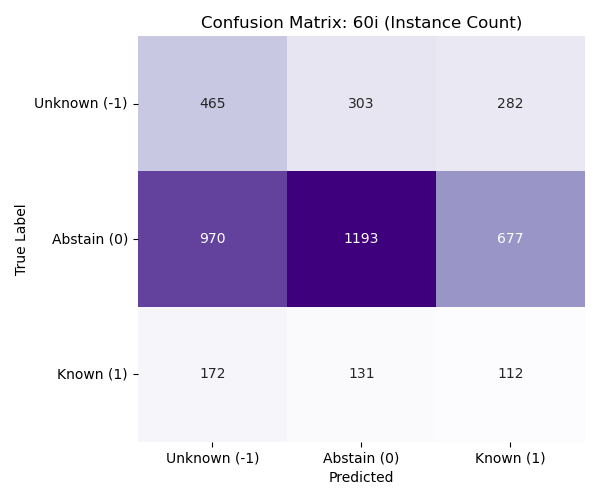 Confusion Matrix: 60i (Instance Count)
True Label
Unknown (-1) 465 303 282
Abstain (0) 970 1193 677
Known (1) 172 131 112
Unknown (-1) Abstain (0) Known (1)
Predicted